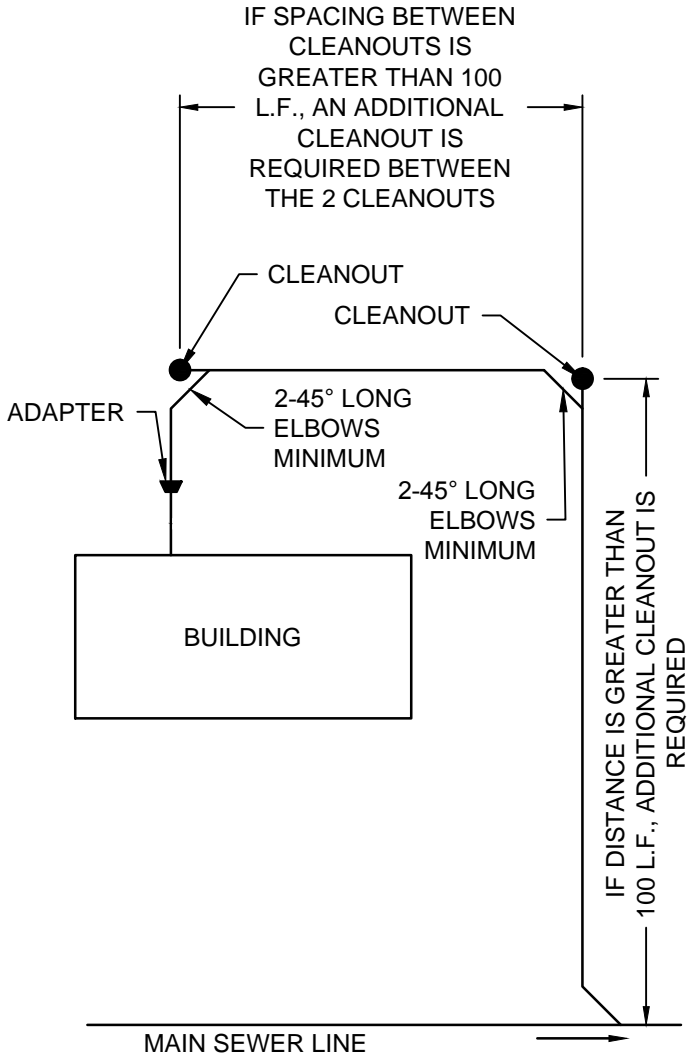 IF SPACING BETWEEN
CLEANOUTS IS
GREATER THAN 100
L.F., AN ADDITIONAL
CLEANOUT IS
REQUIRED BETWEEN
THE 2 CLEANOUTS
CLEANOUT
CLEANOUT
ADAPTER
2-45° LONG
ELBOWS
MINIMUM
2-45° LONG
ELBOWS
MINIMUM
BUILDING
IF DISTANCE IS GREATER THAN
100 L.F., ADDITIONAL CLEANOUT IS
REQUIRED
MAIN SEWER LINE